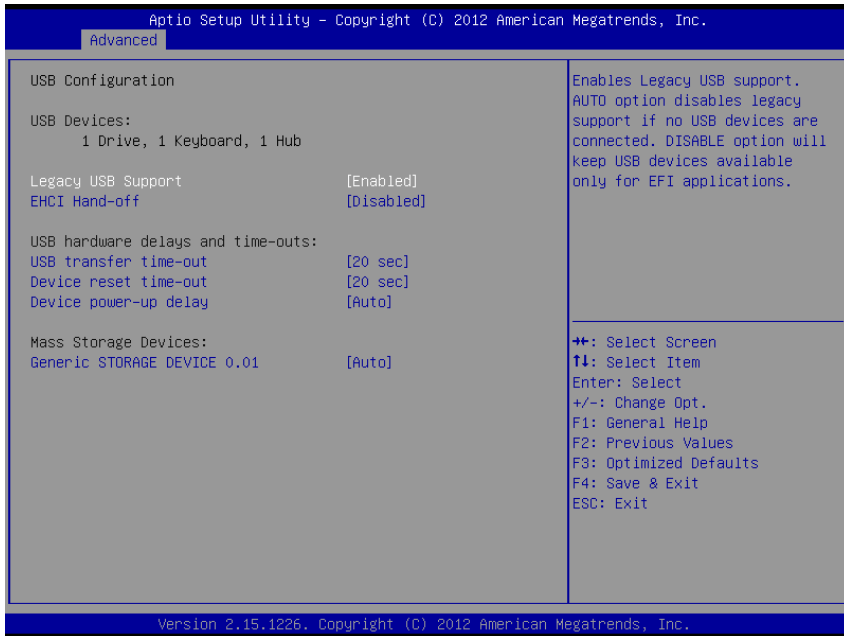 Aptio Setup Utility – Copyright (C) 2012 American Megatrends, Inc.
Advanced
USB Configuration
USB Devices:
1 Drive, 1 Keyboard, 1 Hub
Legacy USB Support [Enabled]
EHCI Hand-off [Disabled]
USB hardware delays and time-outs:
USB transfer time-out [20 sec]
Device reset time-out [20 sec]
Device power-up delay [Auto]
Mass Storage Devices:
Generic STORAGE DEVICE 0.01 [Auto]
Enables Legacy USB support.
AUTO option disables legacy
support if no USB devices are
connected. DISABLE option will
keep USB devices available
only for EFI applications.
→←: Select Screen
↑↓: Select Item
Enter: Select
+/-: Change Opt.
F1: General Help
F2: Previous Values
F3: Optimized Defaults
F4: Save & Exit
ESC: Exit
Version 2.15.1226. Copyright (C) 2012 American Megatrends, Inc.